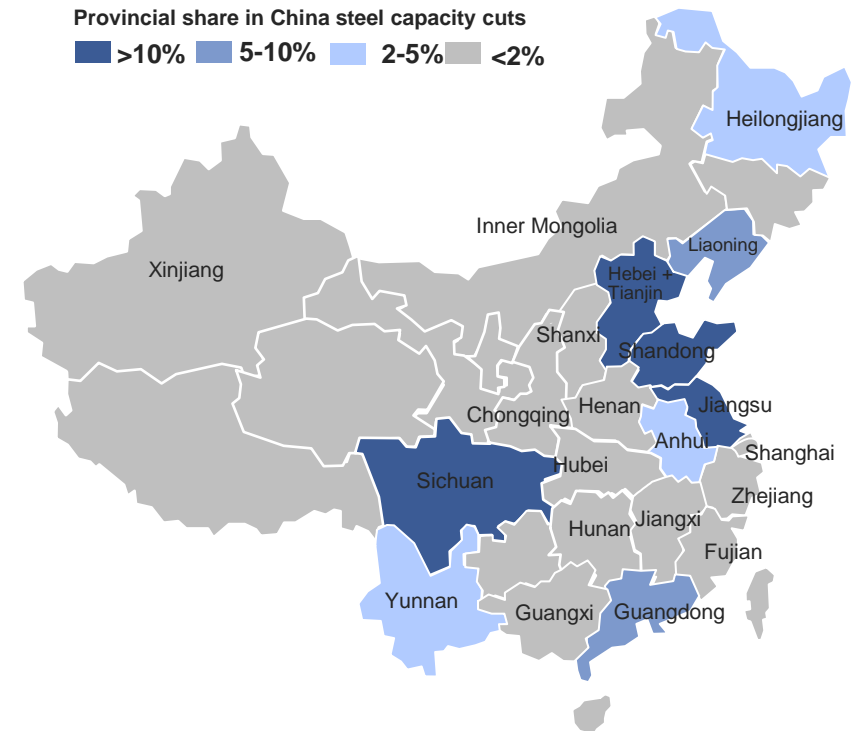 Provincial share in China steel capacity cuts
>10% 5-10% 2-5% <2%
Heilongjiang
Inner Mongolia
Liaoning
Xinjiang
Hebei +
Tianjin
Shanxi
Shandong
Chongqing
Henan
Jiangsu
Anhui
Shanghai
Sichuan
Hubei
Zhejiang
Hunan
Jiangxi
Fujian
Yunnan
Guangxi
Guangdong